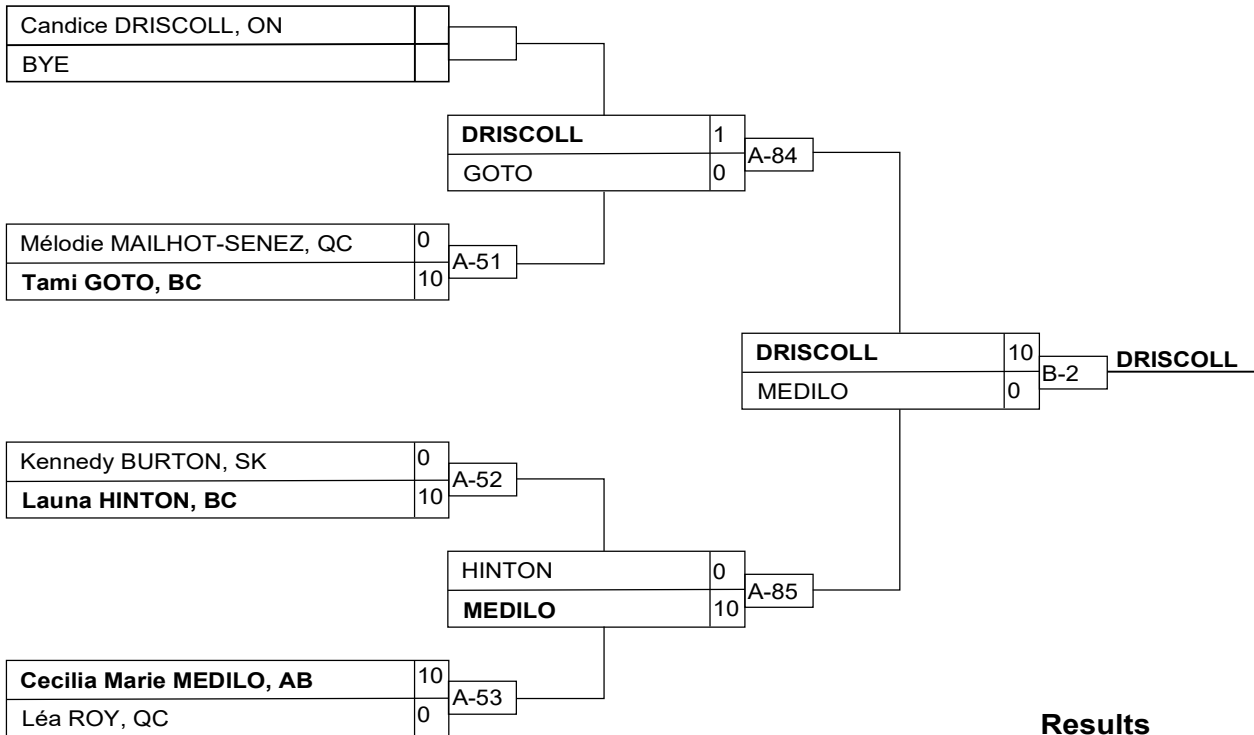 Candice DRISCOLL, ON
BYE
DRISCOLL 1
GOTO 0
A-84
Mélodie MAILHOT-SENEZ, QC 0
Tami GOTO, BC 10
A-51
DRISCOLL 10
MEDILO 0
B-2
DRISCOLL
Kennedy BURTON, SK 0
Launa HINTON, BC 10
A-52
HINTON 0
MEDILO 10
A-85
Cecilia Marie MEDILO, AB 10
Léa ROY, QC 0
A-53
Results